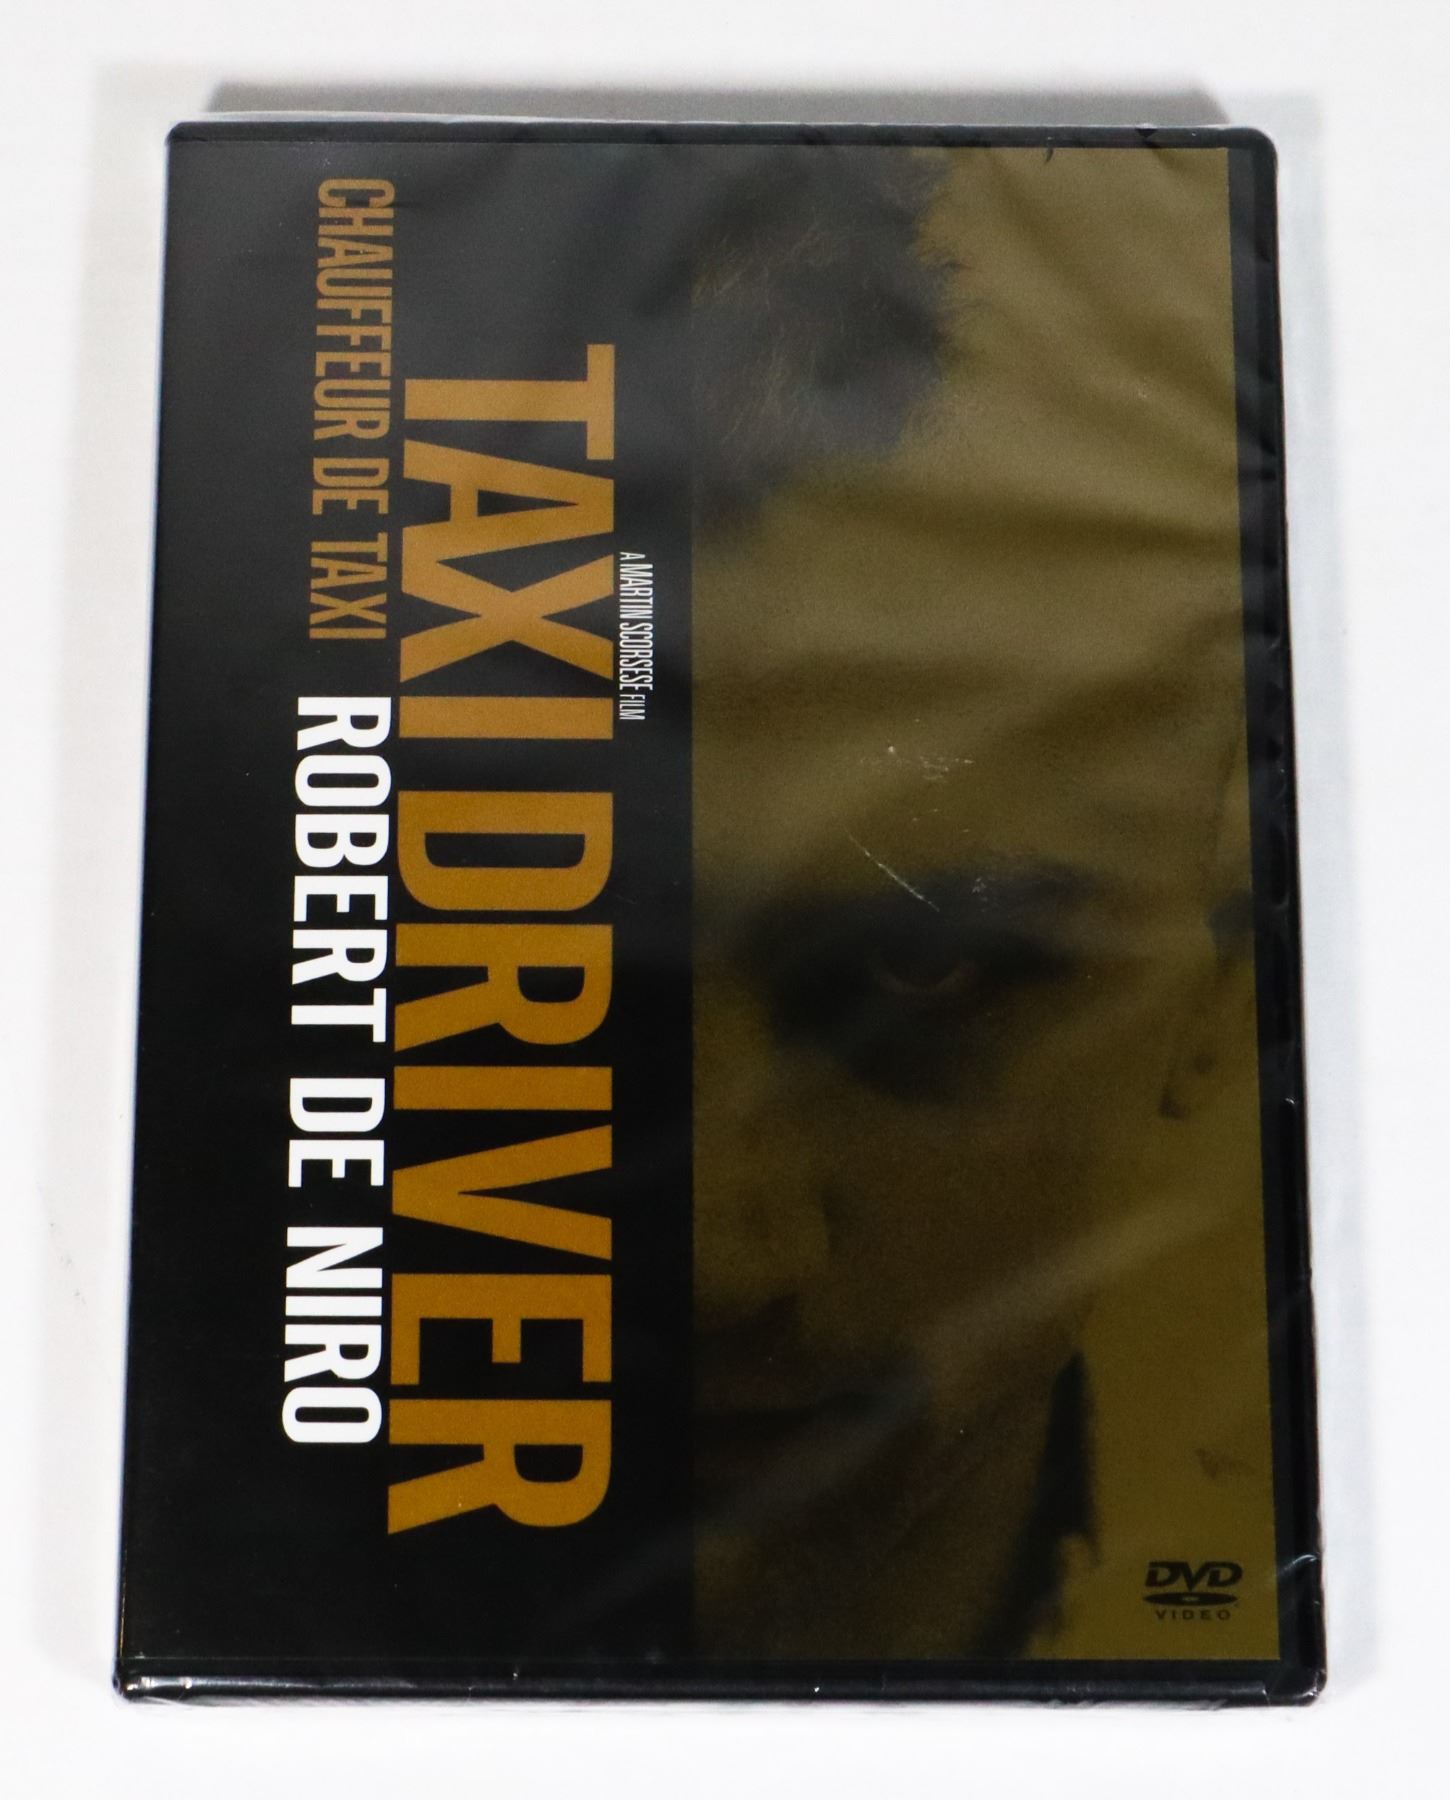 A MARTIN SCORSESE FILM
TAXI DRIVER
CHAUFFEUR DE TAXI ROBERT DE NIRO
DVD
VIDEO